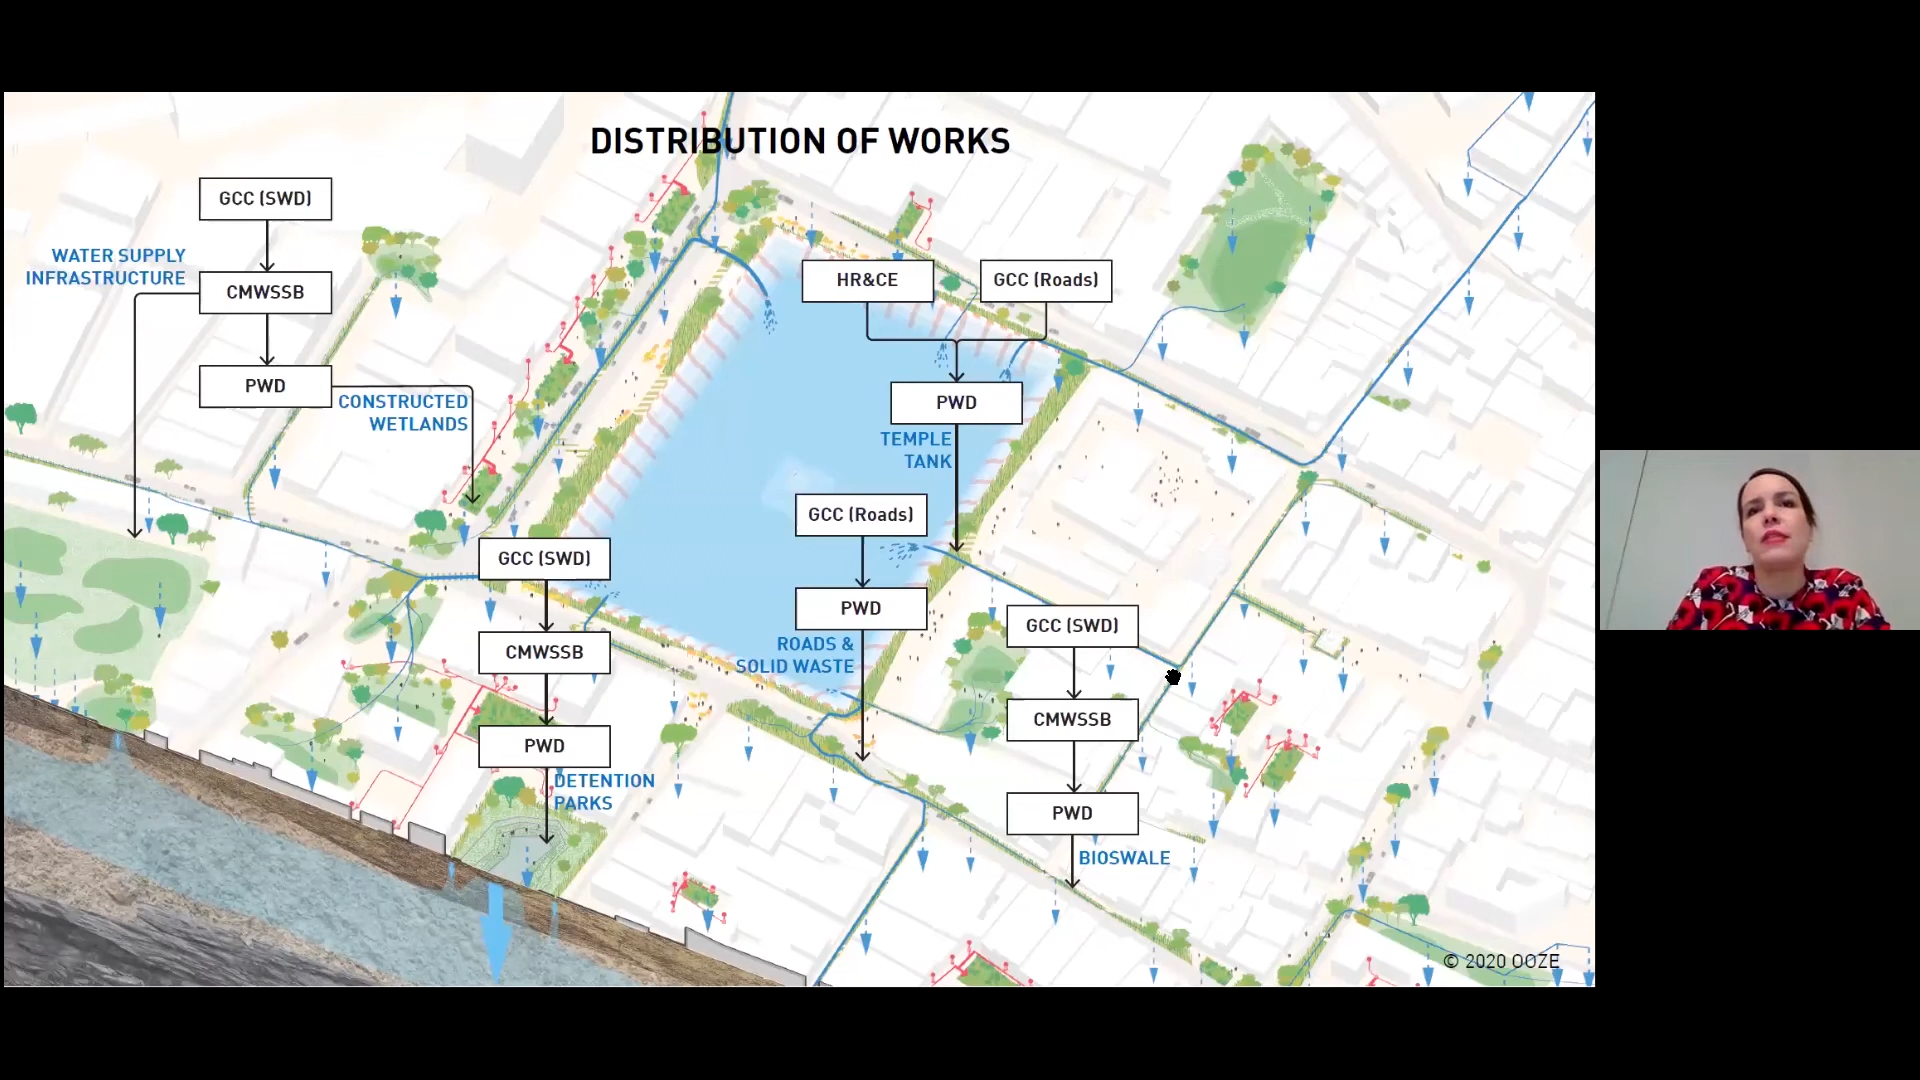 DISTRIBUTION OF WORKS
GCC (SWD)
WATER SUPPLY
INFRASTRUCTURE
CMWSSB
PWD
CONSTRUCTED
WETLANDS
HR&CE
GCC (Roads)
PWD
TEMPLE
TANK
GCC (Roads)
PWD
ROADS &
SOLID WASTE
GCC (SWD)
CMWSSB
PWD
DETENTION
PARKS
GCC (SWD)
CMWSSB
PWD
BIOSWALE
© 2020 OOZE